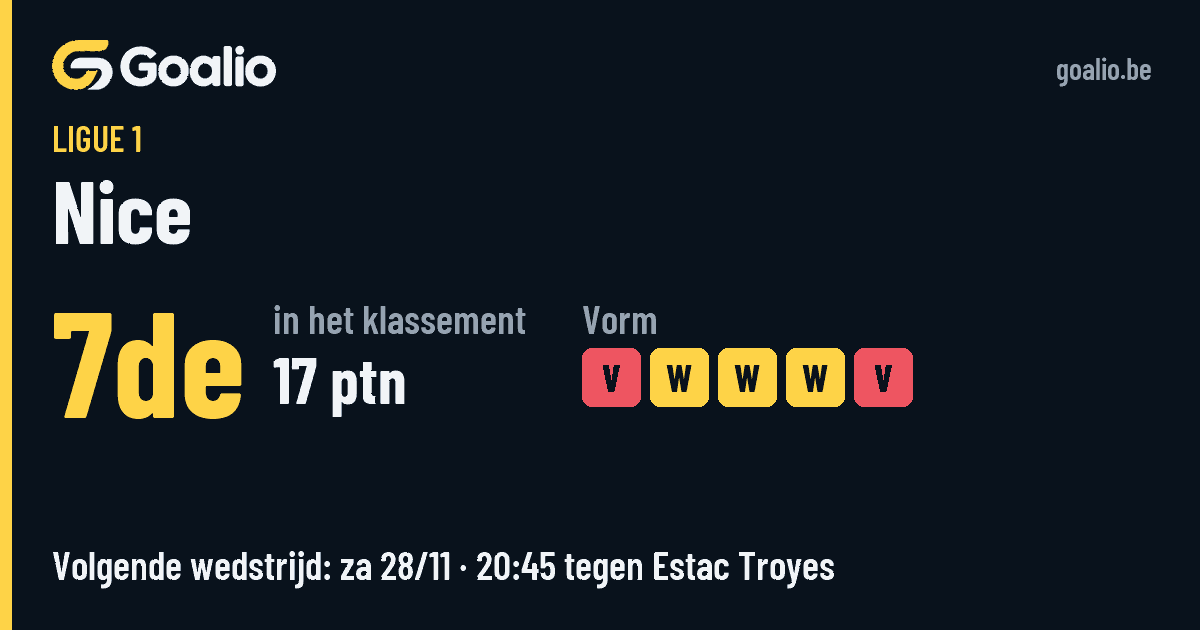 Goalio
goalio.be
LIGUE 1
Nice
7de
in het klassement
17 ptn
Vorm
V W W W V
Volgende wedstrijd: za 28/11 · 20:45 tegen Estac Troyes